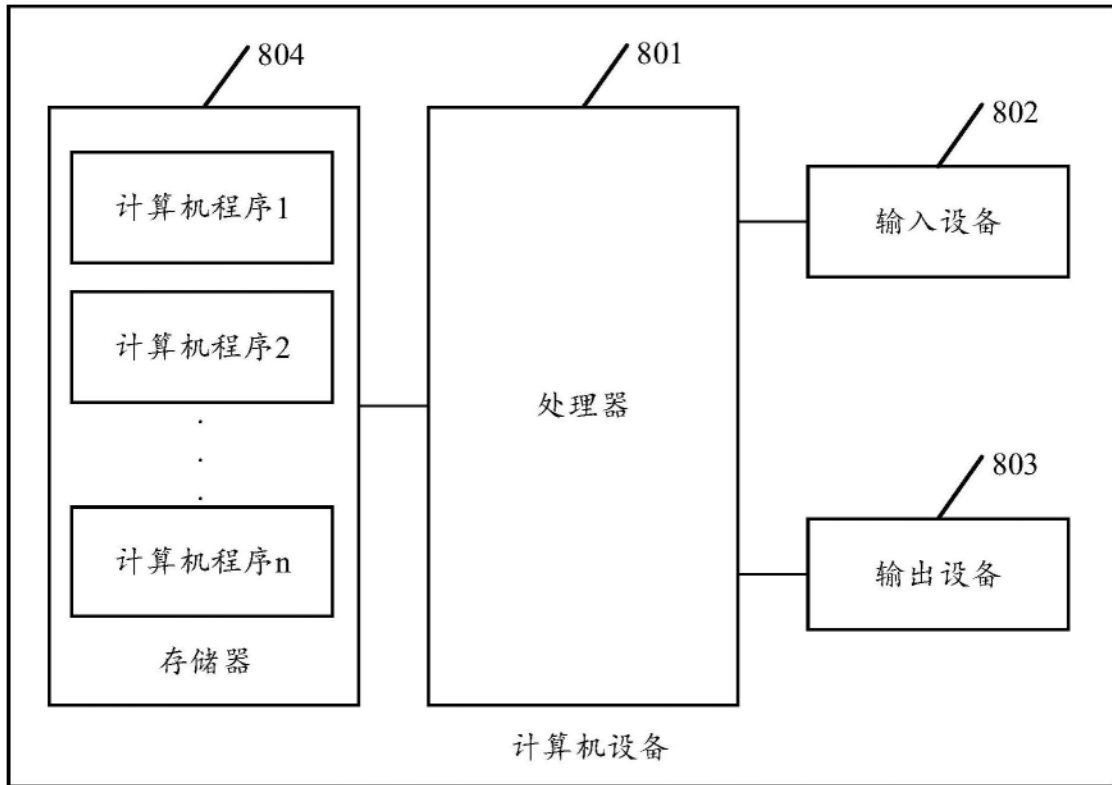 804
801
802
计算机程序1
输入设备
计算机程序2
处理器
803
计算机程序n
输出设备
存储器
计算机设备